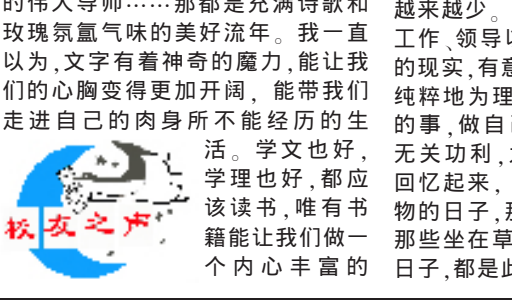 的伟大导师……那都是充满诗歌和
玫瑰氛氲气味的美好流年。我一直
以为,文字有着神奇的魔力,能让我
们的心胸变得更加开阔，能带我们
走进自己的肉身所不能经历的生
活。学文也好,
学理也好,都应
该读书,唯有书
籍能让我们做一
个内心丰富的
校友之声
越来越少。
工作、领导
的现实,有意
纯粹地为理
的事,做自
无关功利,
回忆起来，
物的日子,那
那些坐在草
日子,都是此